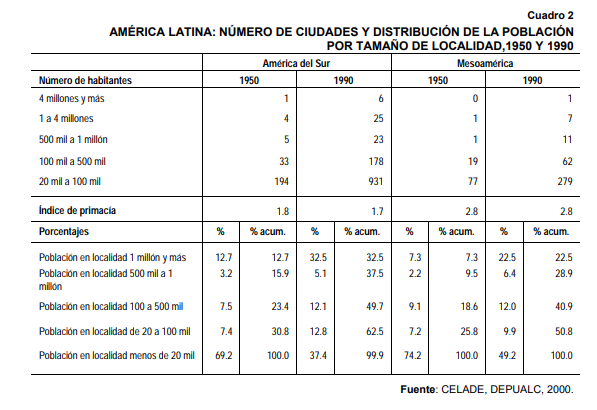 Cuadro 2
AMÉRICA LATINA: NÚMERO DE CIUDADES Y DISTRIBUCIÓN DE LA POBLACIÓN
POR TAMAÑO DE LOCALIDAD,1950 Y 1990
América del Sur Mesoamérica
Número de habitantes 1950 1990 1950 1990
4 millones y más 1 6 0 1
1 a 4 millones 4 25 1 7
500 mil a 1 millón 5 23 1 11
100 mil a 500 mil 33 178 19 62
20 mil a 100 mil 194 931 77 279
Índice de primacía 1.8 1.7 2.8 2.8
Porcentajes % % acum. % % acum. % % acum. % % acum.
Población en localidad 1 millón y más 12.7 12.7 32.5 32.5 7.3 7.3 22.5 22.5
Población en localidad 500 mil a 1 3.2 15.9 5.1 37.5 2.2 9.5 6.4 28.9
millón
Población en localidad 100 a 500 mil 7.5 23.4 12.1 49.7 9.1 18.6 12.0 40.9
Población en localidad de 20 a 100 mil 7.4 30.8 12.8 62.5 7.2 25.8 9.9 50.8
Población en localidad menos de 20 mil 69.2 100.0 37.4 99.9 74.2 100.0 49.2 100.0
Fuente: CELADE, DEPUALC, 2000.